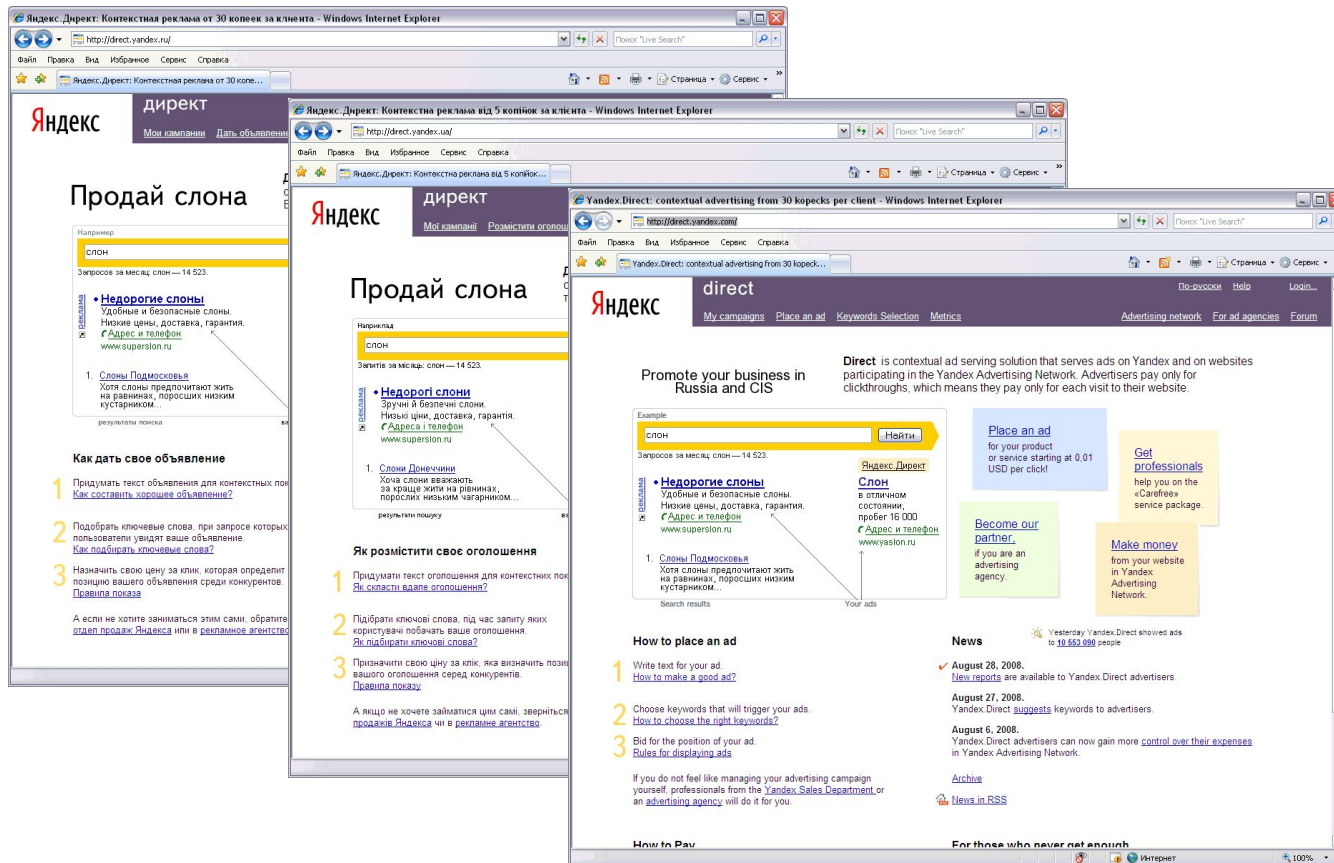 Яндекс.Директ: Контекстная реклама от 30 копеек за клиента - Windows Internet Explorer
http://direct.yandex.ru/
Поиск "Live Search"
Файл Правка Вид Избранное Сервис Справка
Яндекс.Директ: Контекстная реклама от 30 копе...
Страница Сервис »
Яндекс
директ
Мои кампании Дать объявление
Продай слона
Например
слон
Запросов за месяц: слон — 14 523.
реклама
Недорогие слоны
Удобные и безопасные слоны.
Низкие цены, доставка, гарантия.
Адрес и телефон
www.superslon.ru
1. Слоны Подмосковья
Хотя слоны предпочитают жить
на равнинах, поросших низким
кустарником...
результаты поиска
Как дать свое объявление
1 Придумать текст объявления для контекстных
Как составить хорошее объявление?
2 Подобрать ключевые слова, при запросе которых
пользователи увидят ваше объявление.
Как подбирать ключевые слова?
3 Назначить свою цену за клик, которая определит
позицию вашего объявления среди конкурентов.
Правила показа
А если не хотите заниматься этим сами, обратите
отдел продаж Яндекса или в рекламное агентство
Яндекс.Директ: Контекстна реклама від 5 копійок за клієнта - Windows Internet Explorer
http://direct.yandex.ua/
Поиск "Live Search"
Файл Правка Вид Избранное Сервис Справка
Яндекс.Директ: Контекстна реклама від 5 копійок...
Страница Сервис »
Яндекс
директ
Мої кампанії Розмістити оголош
Продай слона
Наприклад
слон
Запитів за місяць: слон — 14 523.
реклама
Недорогі слони
Зручні й безпечні слони.
Низькі ціни, доставка, гарантія.
Адреса і телефон
www.superslon.ru
1. Слони Донеччини
Хоча слони вважають
за краще жити на рівнинах,
порослих низьким чагарником...
результати пошуку
Як розмістити своє оголошення
1 Придумати текст оголошення для контекстних
Як скласти вдале оголошення?
2 Підібрати ключові слова, під час запиту яких
користувачі побачать ваше оголошення.
Як підбирати ключові слова?
3 Призначити свою ціну за клік, яка визначить
вашого оголошення серед конкурентів.
Правила показу
А якщо не хочете займатися цим самі, зверніться
продажів Яндекса чи в рекламне агентство.
Yandex.Direct: contextual advertising from 30 kopecks per client - Windows Internet Explorer
http://direct.yandex.com/
Поиск "Live Search"
Файл Правка Вид Избранное Сервис Справка
Yandex.Direct: contextual advertising from 30 kopeck...
Страница Сервис
Яндекс
direct
По-русски Help Login...
My campaigns Place an ad Keywords Selection Metrics Advertising network For ad agencies Forum
Promote your business in
Russia and CIS
Direct is contextual ad serving solution that serves ads on Yandex and on websites
participating in the Yandex Advertising Network. Advertisers pay only for
clickthroughs, which means they pay only for each visit to their website.
Example
слон Найти
Запросов за месяц: слон — 14 523.
реклама
Недорогие слоны
Удобные и безопасные слоны.
Низкие цены, доставка, гарантия.
Адрес и телефон
www.superslon.ru
1. Слоны Подмосковья
Хотя слоны предпочитают жить
на равнинах, поросших низким
кустарником...
Яндекс.Директ
Слон
в отличном
состоянии,
пробег 16 000
Адрес и телефон
www.yaslon.ru
Search results Your ads
Place an ad
for your product
or service starting at 0,01
USD per click!
Get
professionals
help you on the
«Carefree»
service package.
Become our
partner,
if you are an
advertising
agency.
Make money
from your website
in Yandex
Advertising
Network.
How to place an ad
1 Write text for your ad.
How to make a good ad?
2 Choose keywords that will trigger your ads.
How to choose the right keywords?
3 Bid for the position of your ad.
Rules for displaying ads
If you do not feel like managing your advertising campaign
yourself, professionals from the Yandex Sales Department or
an advertising agency will do it for you.
News
Yesterday Yandex.Direct showed ads
to 10 553 090 people
August 28, 2008.
New reports are available to Yandex.Direct advertisers.
August 27, 2008.
Yandex.Direct suggests keywords to advertisers.
August 6, 2008.
Yandex.Direct advertisers can now gain more control over their expenses
in Yandex Advertising Network.
Archive
News in RSS
How to Pay
For those who never get enough
Интернет 100%